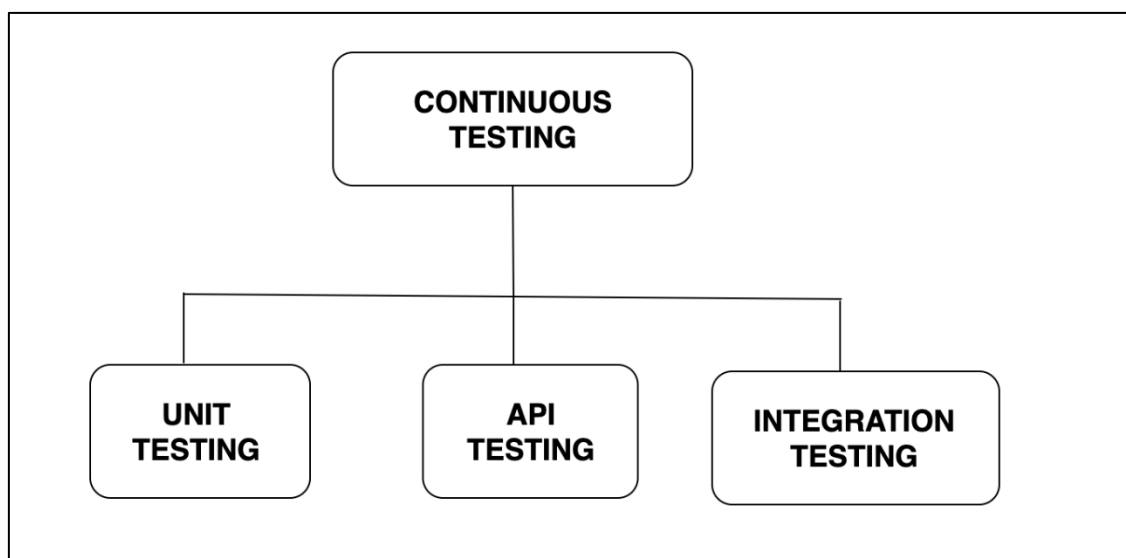 CONTINUOUS
TESTING
UNIT
TESTING
API
TESTING
INTEGRATION
TESTING